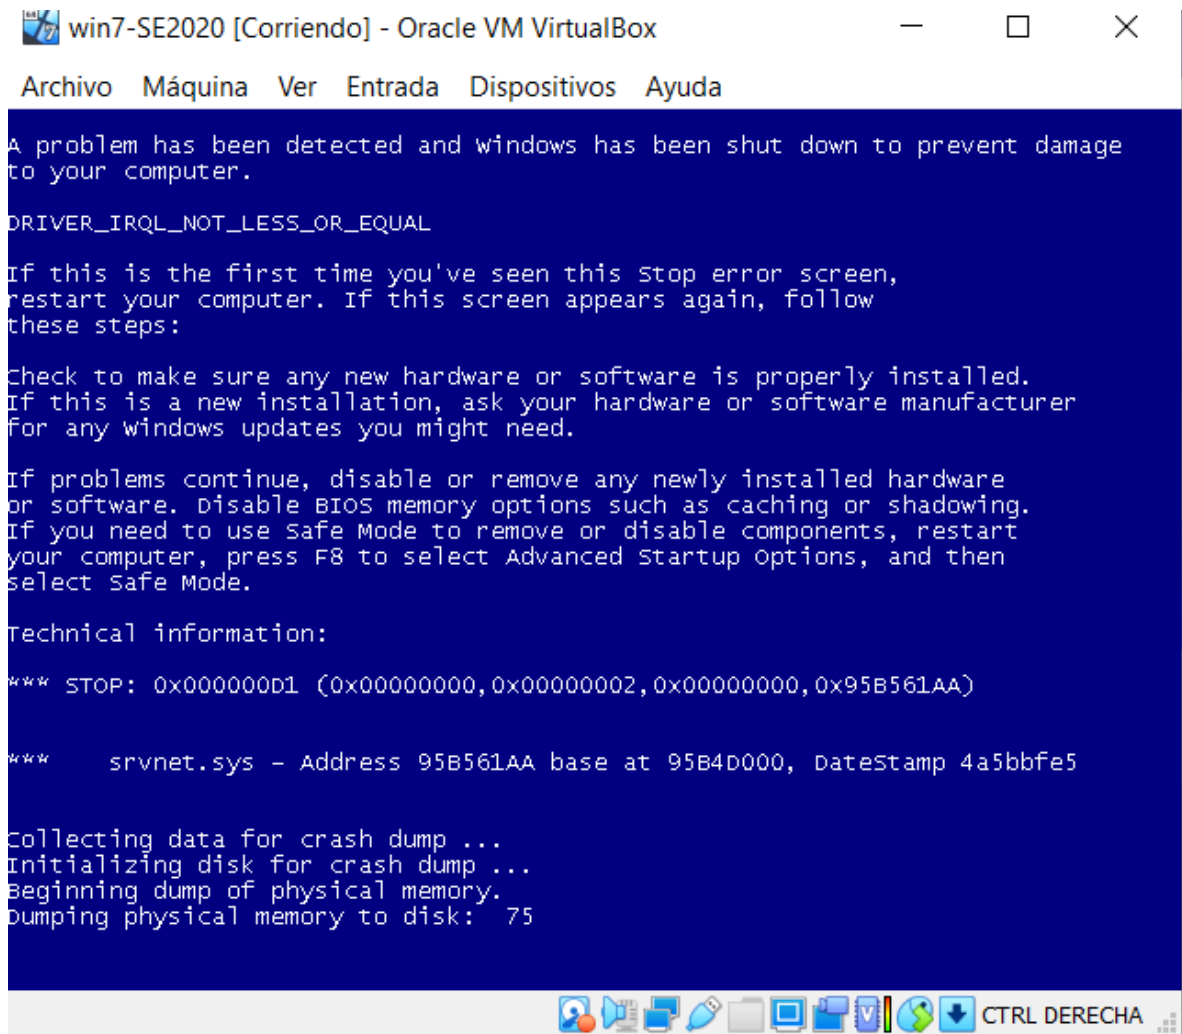 win7-SE2020 [Corriendo] - Oracle VM VirtualBox
Archivo Máquina Ver Entrada Dispositivos Ayuda
A problem has been detected and Windows has been shut down to prevent damage
to your computer.
DRIVER_IRQL_NOT_LESS_OR_EQUAL
If this is the first time you've seen this Stop error screen,
restart your computer. If this screen appears again, follow
these steps:
Check to make sure any new hardware or software is properly installed.
If this is a new installation, ask your hardware or software manufacturer
for any Windows updates you might need.
If problems continue, disable or remove any newly installed hardware
or software. Disable BIOS memory options such as caching or shadowing.
If you need to use Safe Mode to remove or disable components, restart
your computer, press F8 to select Advanced Startup Options, and then
select Safe Mode.
Technical information:
*** STOP: 0x000000D1 (0x00000000,0x00000002,0x00000000,0x95B561AA)
*** srvnet.sys – Address 95B561AA base at 95B4D000, DateStamp 4a5bbfe5
Collecting data for crash dump ...
Initializing disk for crash dump ...
Beginning dump of physical memory.
Dumping physical memory to disk: 75
CTRL DERECHA